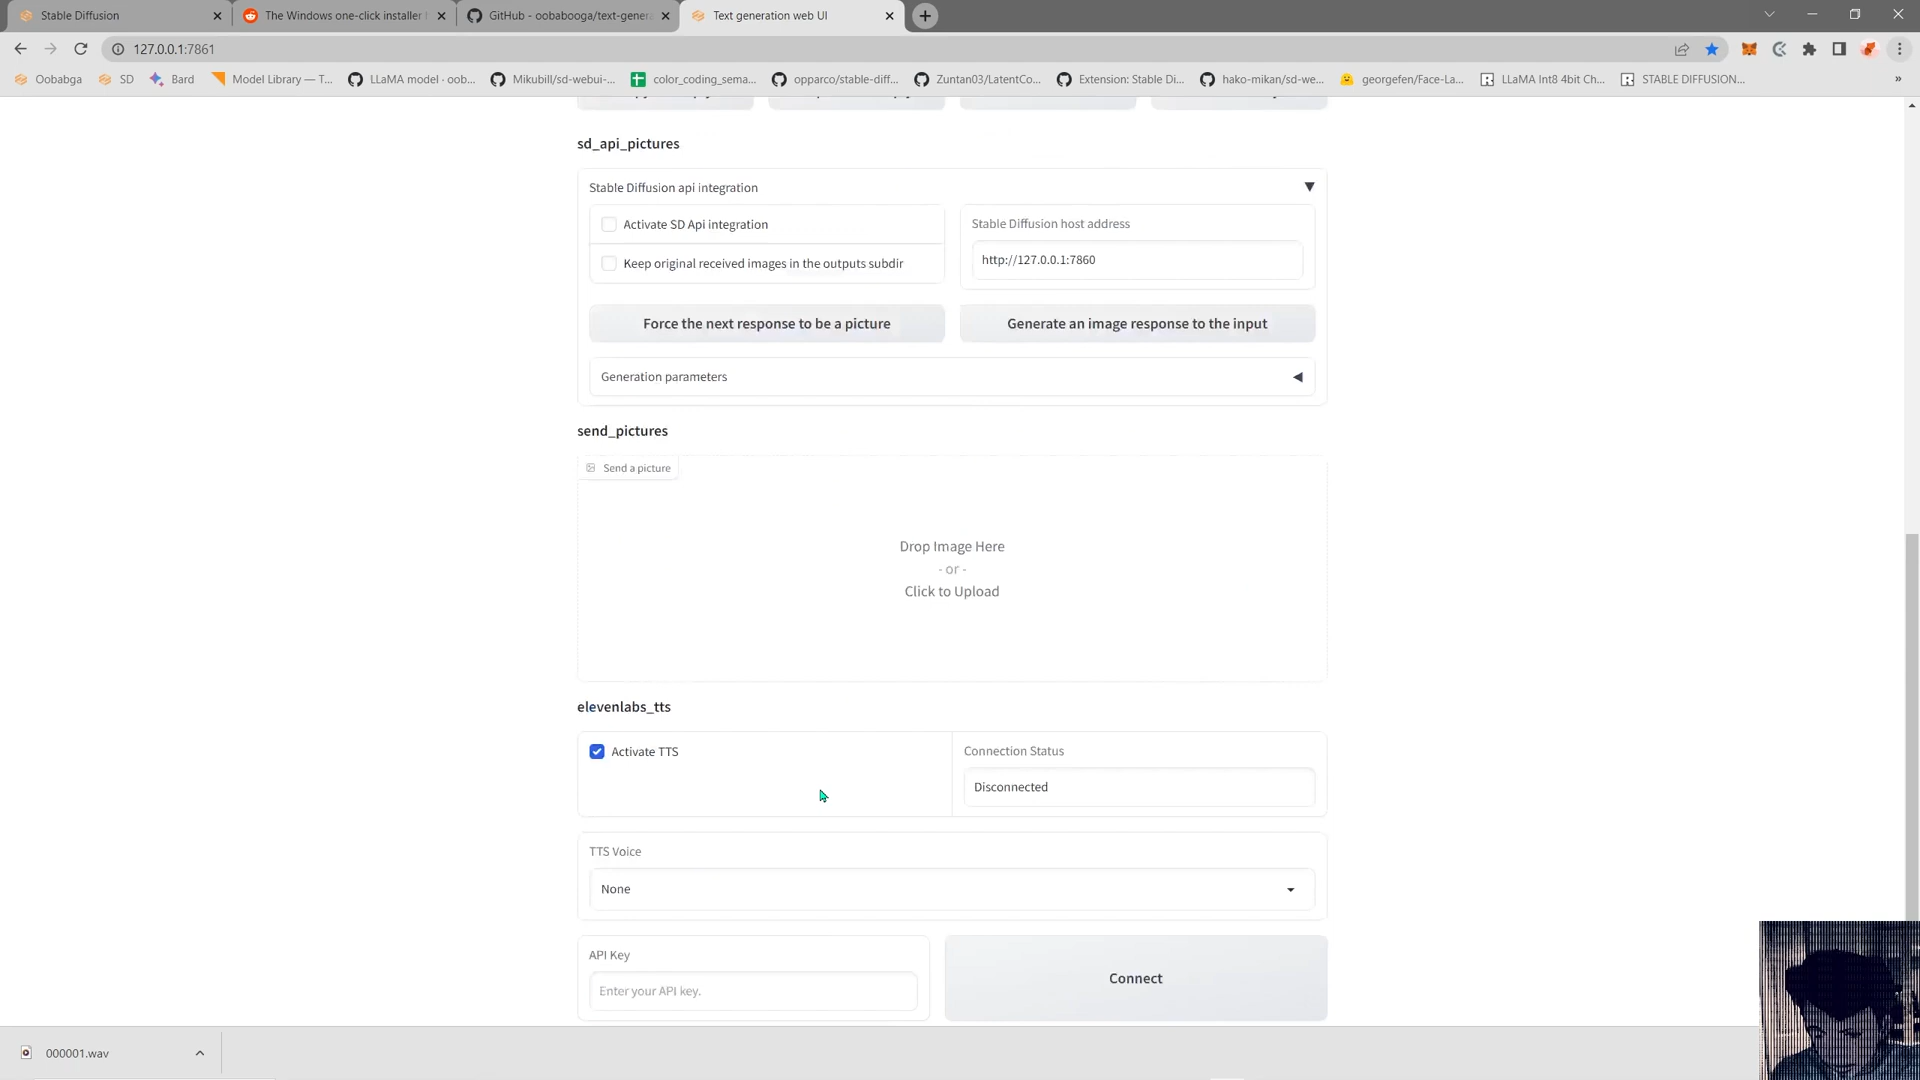 Stable Diffusion
The Windows one-click installer
GitHub - oobabooga/text-genera
Text generation web UI
127.0.0.1:7861
Oobabga
SD
Bard
Model Library — T...
LLaMA model · oob...
Mikubill/sd-webui-...
color_coding_sema...
opparco/stable-diff...
Zuntan03/LatentCo...
Extension: Stable Di...
hako-mikan/sd-we...
georgefen/Face-La...
LLaMA Int8 4bit Ch...
STABLE DIFFUSION...
»
sd_api_pictures
Stable Diffusion api integration
Activate SD Api integration
Keep original received images in the outputs subdir
Stable Diffusion host address
http://127.0.0.1:7860
Force the next response to be a picture
Generate an image response to the input
Generation parameters
send_pictures
Send a picture
Drop Image Here
- or -
Click to Upload
elevenlabs_tts
Activate TTS
Connection Status
Disconnected
TTS Voice
None
API Key
Enter your API key.
Connect
000001.wav